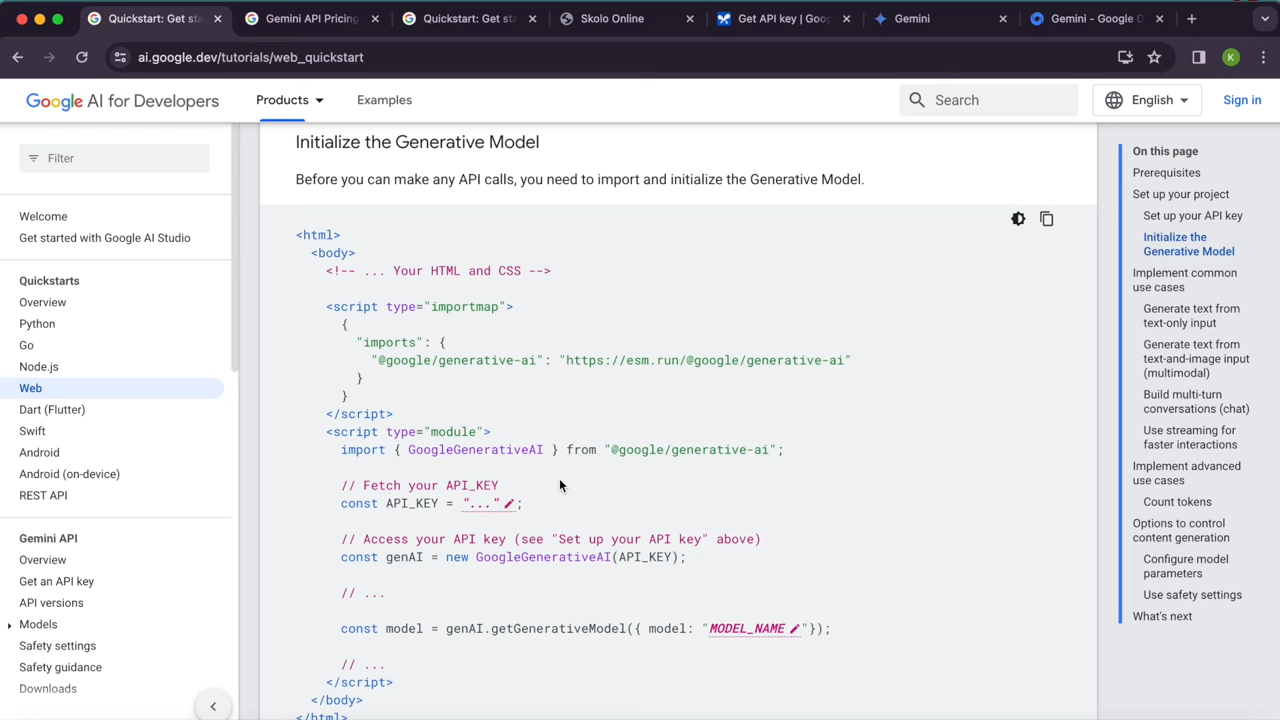 Quickstart: Get sta
Gemini API Pricing
Quickstart: Get sta
Skolo Online
Get API key | Goog
Gemini
Gemini - Google D
ai.google.dev/tutorials/web_quickstart
K
Google AI for Developers
Products
Examples
Search
English
Sign in
Filter
Welcome
Get started with Google AI Studio
Quickstarts
Overview
Python
Go
Node.js
Web
Dart (Flutter)
Swift
Android
Android (on-device)
REST API
Gemini API
Overview
Get an API key
API versions
Models
Safety settings
Safety guidance
Downloads
Initialize the Generative Model
Before you can make any API calls, you need to import and initialize the Generative Model.
<html>
<body>
<!-- ... Your HTML and CSS -->
<script type="importmap">
{
"imports": {
"@google/generative-ai": "https://esm.run/@google/generative-ai"
}
}
</script>
<script type="module">
import { GoogleGenerativeAI } from "@google/generative-ai";
// Fetch your API_KEY
const API_KEY = "...";
// Access your API key (see "Set up your API key" above)
const genAI = new GoogleGenerativeAI(API_KEY);
// ...
const model = genAI.getGenerativeModel({ model: "MODEL_NAME"});
// ...
</script>
</body>
</html>
On this page
Prerequisites
Set up your project
Set up your API key
Initialize the
Generative Model
Implement common
use cases
Generate text from
text-only input
Generate text from
text-and-image input
(multimodal)
Build multi-turn
conversations (chat)
Use streaming for
faster interactions
Implement advanced
use cases
Count tokens
Options to control
content generation
Configure model
parameters
Use safety settings
What's next